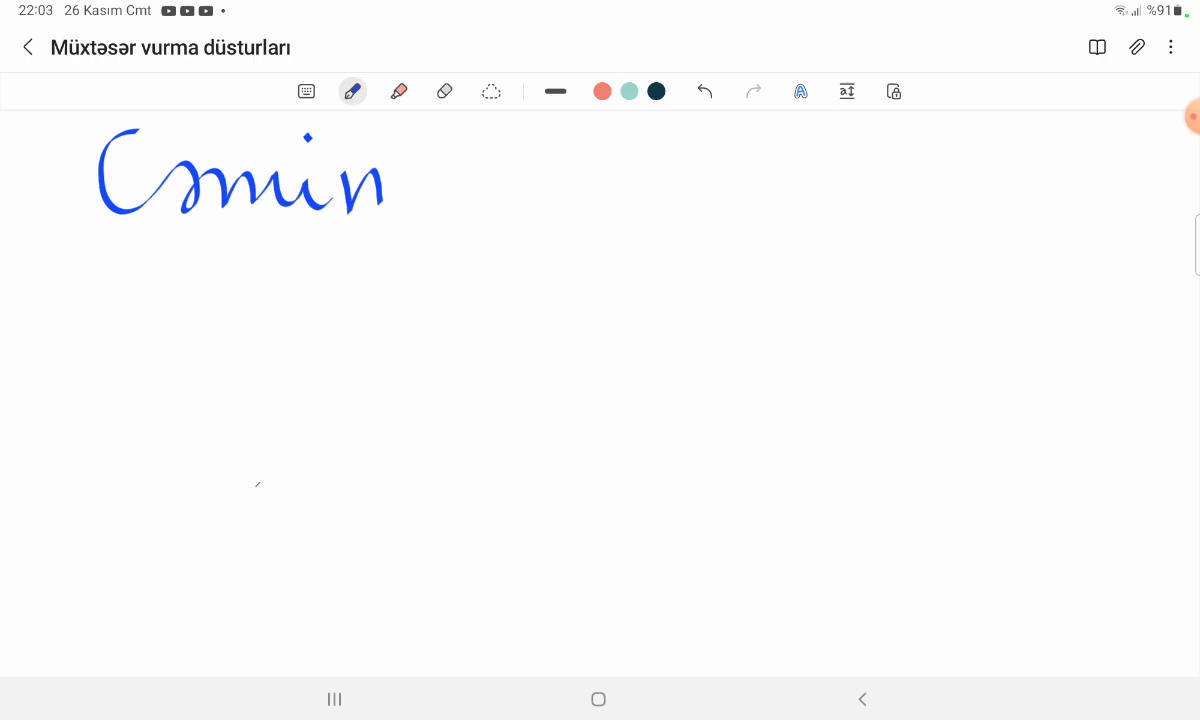 22:03 26 Kasım Cmt • %91
Müxtəsər vurma düsturları
Cəmin